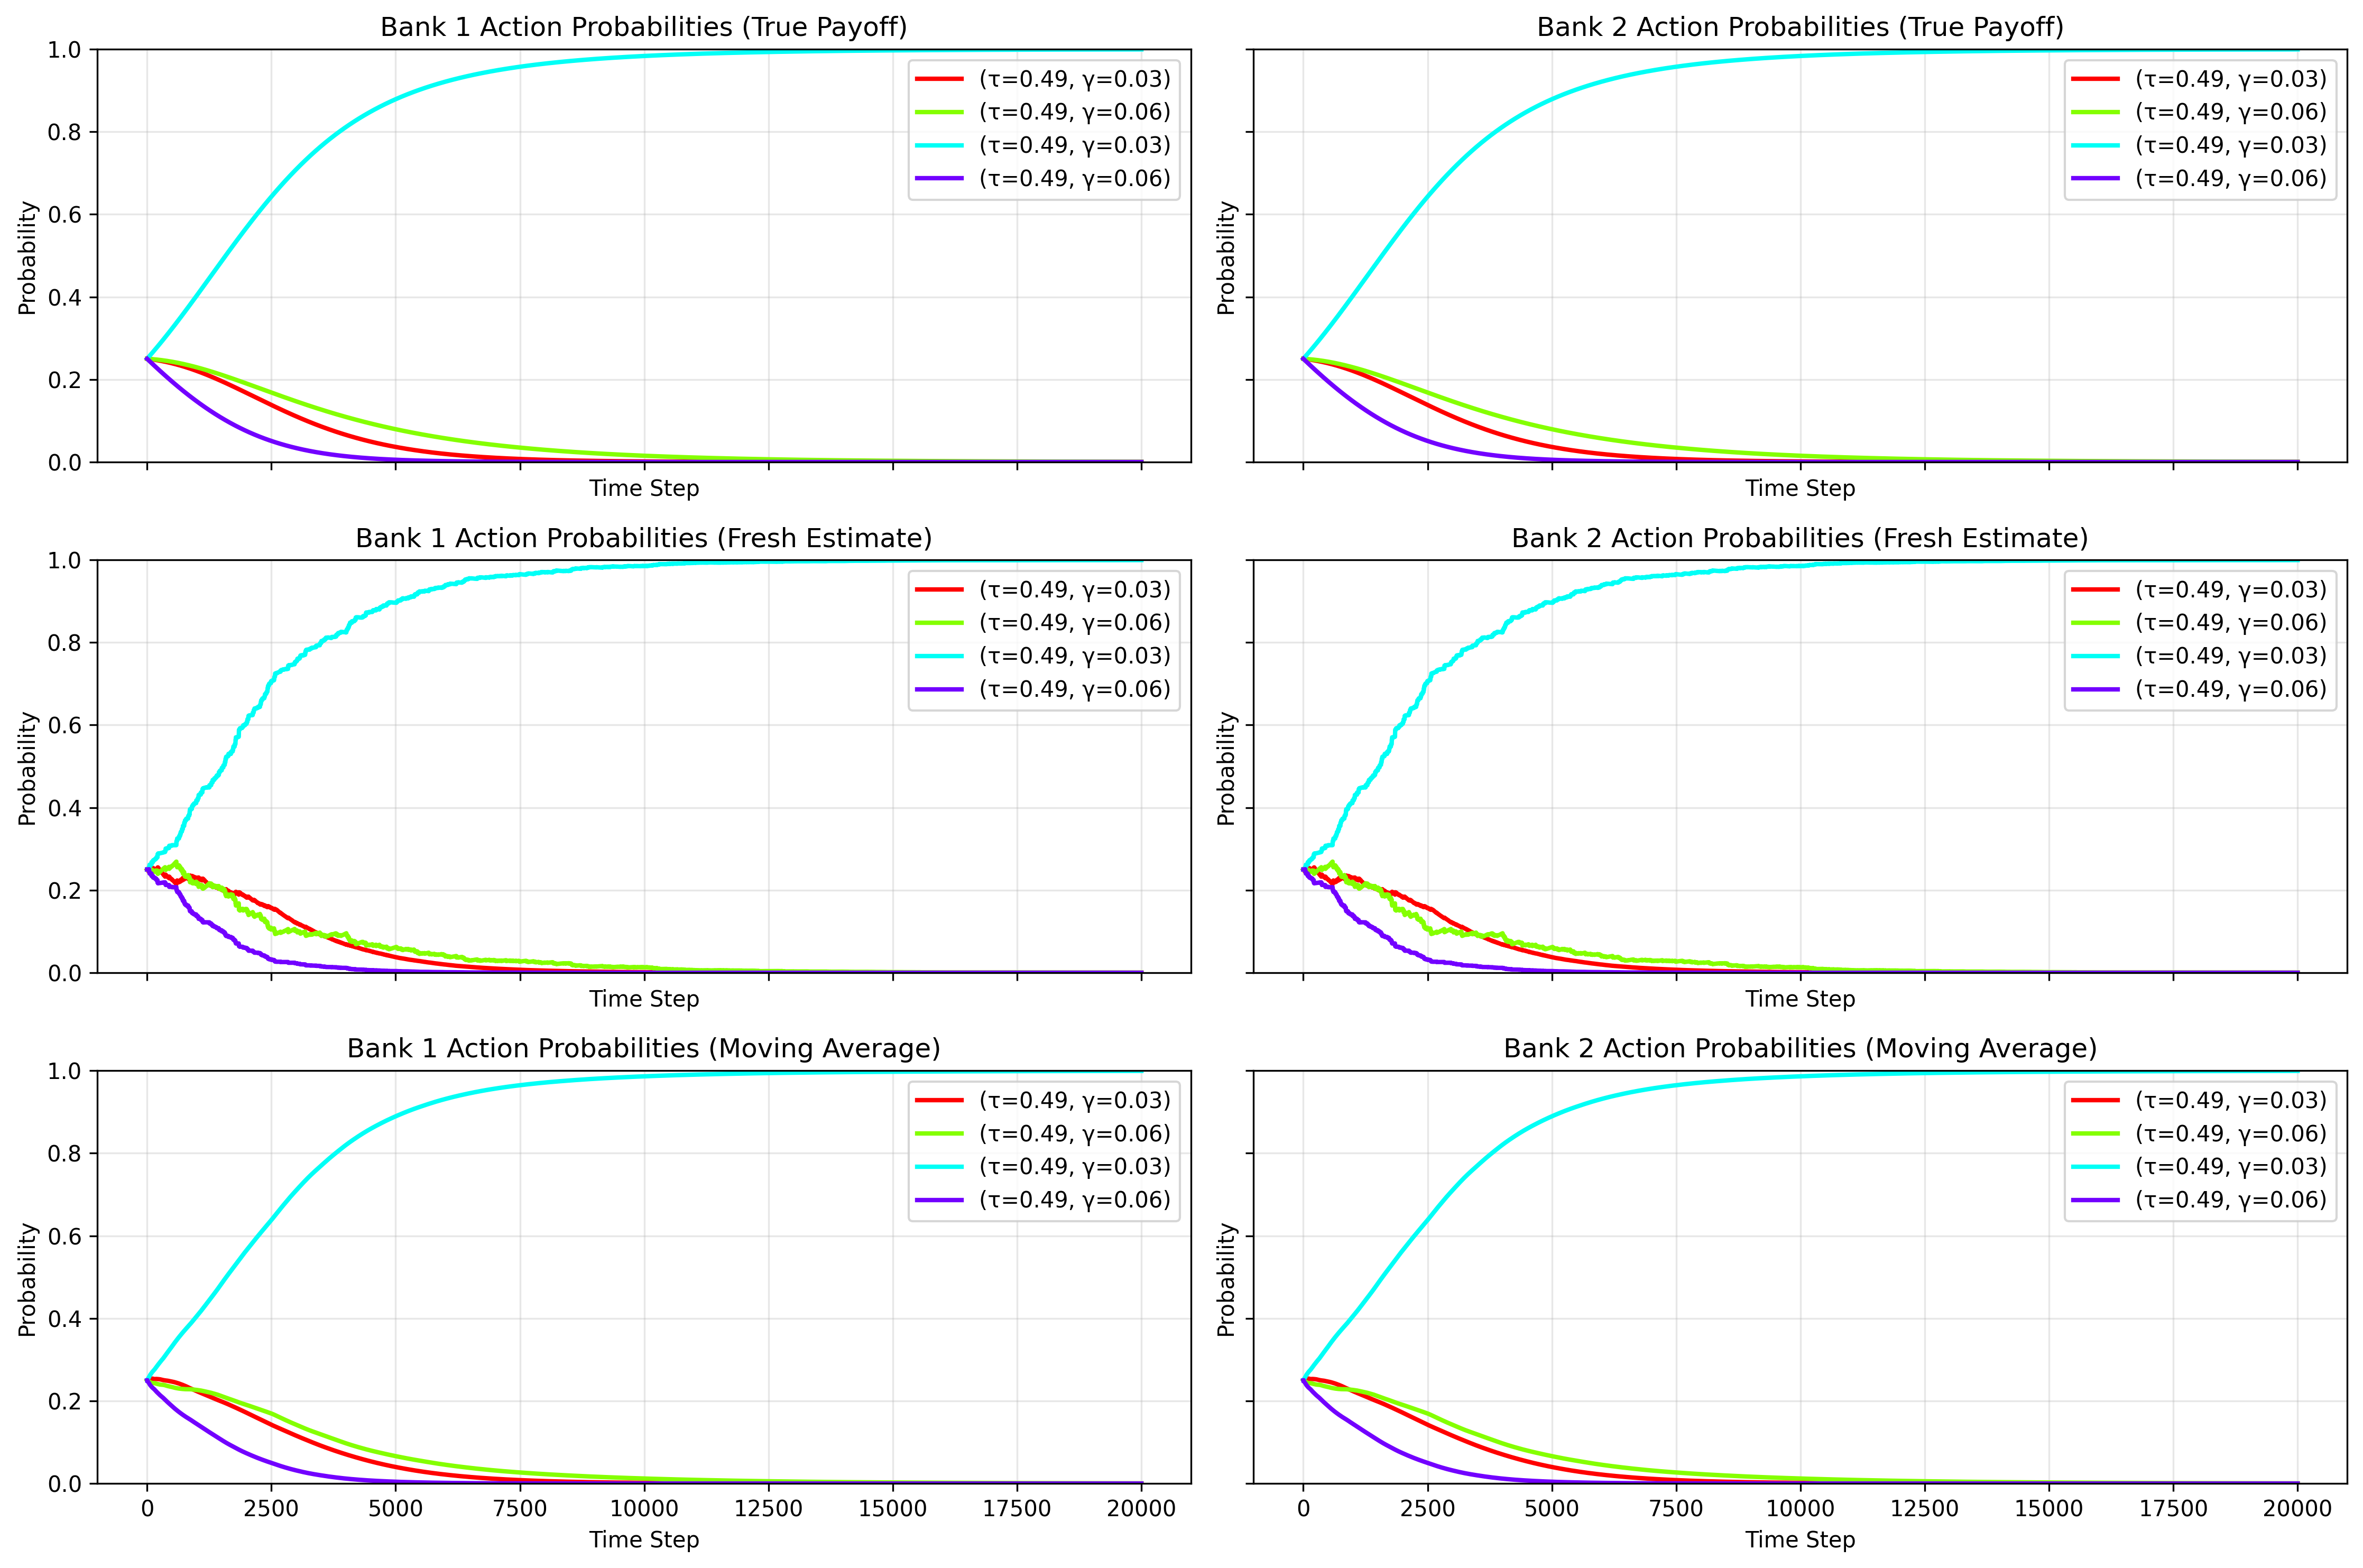 Bank 1 Action Probabilities (True Payoff)
1.0
0.8
0.6
0.4
0.2
0.0
Probability
(τ=0.49, γ=0.03)
(τ=0.49, γ=0.06)
(τ=0.49, γ=0.03)
(τ=0.49, γ=0.06)
Time Step
Bank 2 Action Probabilities (True Payoff)
Probability
(τ=0.49, γ=0.03)
(τ=0.49, γ=0.06)
(τ=0.49, γ=0.03)
(τ=0.49, γ=0.06)
Time Step
Bank 1 Action Probabilities (Fresh Estimate)
1.0
0.8
0.6
0.4
0.2
0.0
Probability
(τ=0.49, γ=0.03)
(τ=0.49, γ=0.06)
(τ=0.49, γ=0.03)
(τ=0.49, γ=0.06)
Time Step
Bank 2 Action Probabilities (Fresh Estimate)
Probability
(τ=0.49, γ=0.03)
(τ=0.49, γ=0.06)
(τ=0.49, γ=0.03)
(τ=0.49, γ=0.06)
Time Step
Bank 1 Action Probabilities (Moving Average)
1.0
0.8
0.6
0.4
0.2
0.0
Probability
(τ=0.49, γ=0.03)
(τ=0.49, γ=0.06)
(τ=0.49, γ=0.03)
(τ=0.49, γ=0.06)
0 2500 5000 7500 10000 12500 15000 17500 20000
Time Step
Bank 2 Action Probabilities (Moving Average)
Probability
(τ=0.49, γ=0.03)
(τ=0.49, γ=0.06)
(τ=0.49, γ=0.03)
(τ=0.49, γ=0.06)
0 2500 5000 7500 10000 12500 15000 17500 20000
Time Step